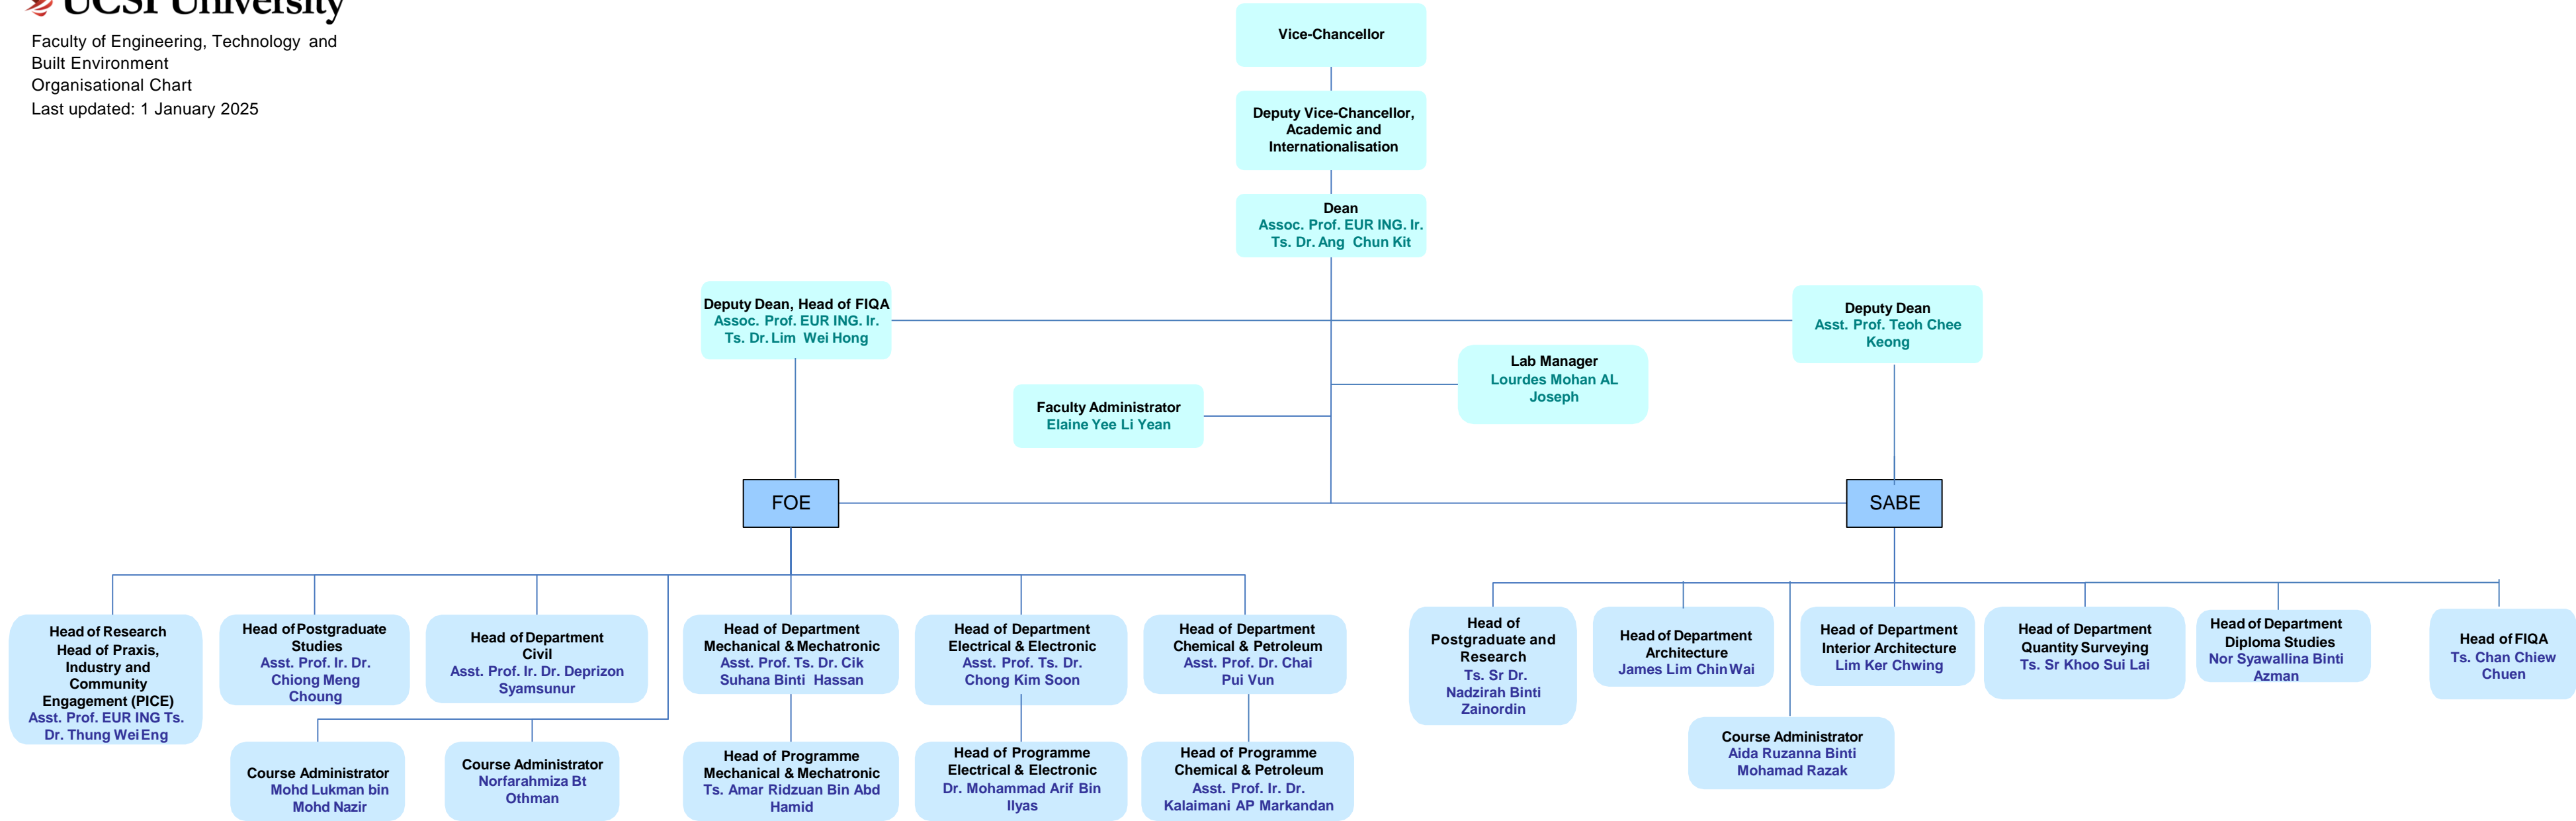 UCSI University
Faculty of Engineering, Technology and
Built Environment
Organisational Chart
Last updated: 1 January 2025
Vice-Chancellor
Deputy Vice-Chancellor,
Academic and
Internationalisation
Dean
Assoc. Prof. EUR ING. Ir.
Ts. Dr. Ang Chun Kit
Deputy Dean, Head of FIQA
Assoc. Prof. EUR ING. Ir.
Ts. Dr. Lim Wei Hong
Deputy Dean
Asst. Prof. Teoh Chee
Keong
Lab Manager
Lourdes Mohan AL
Joseph
Faculty Administrator
Elaine Yee Li Yean
FOE
SABE
Head of Research
Head of Praxis,
Industry and
Community
Engagement (PICE)
Asst. Prof. EUR ING Ts.
Dr. Thung Wei Eng
Head of Postgraduate
Studies
Asst. Prof. Ir. Dr.
Chiong Meng
Choung
Head of Department
Civil
Asst. Prof. Ir. Dr. Deprizon
Syamsunur
Head of Department
Mechanical & Mechatronic
Asst. Prof. Ts. Dr. Cik
Suhana Binti Hassan
Head of Department
Electrical & Electronic
Asst. Prof. Ts. Dr.
Chong Kim Soon
Head of Department
Chemical & Petroleum
Asst. Prof. Dr. Chai
Pui Vun
Head of
Postgraduate and
Research
Ts. Sr Dr.
Nadzirah Binti
Zainordin
Head of Department
Architecture
James Lim Chin Wai
Head of Department
Interior Architecture
Lim Ker Chwing
Head of Department
Quantity Surveying
Ts. Sr Khoo Sui Lai
Head of Department
Diploma Studies
Nor Syawallina Binti
Azman
Head of FIQA
Ts. Chan Chiew
Chuen
Course Administrator
Mohd Lukman bin
Mohd Nazir
Course Administrator
Norfarahmiza Bt
Othman
Head of Programme
Mechanical & Mechatronic
Ts. Amar Ridzuan Bin Abd
Hamid
Head of Programme
Electrical & Electronic
Dr. Mohammad Arif Bin
Ilyas
Head of Programme
Chemical & Petroleum
Asst. Prof. Ir. Dr.
Kalaimani AP Markandan
Course Administrator
Aida Ruzanna Binti
Mohamad Razak